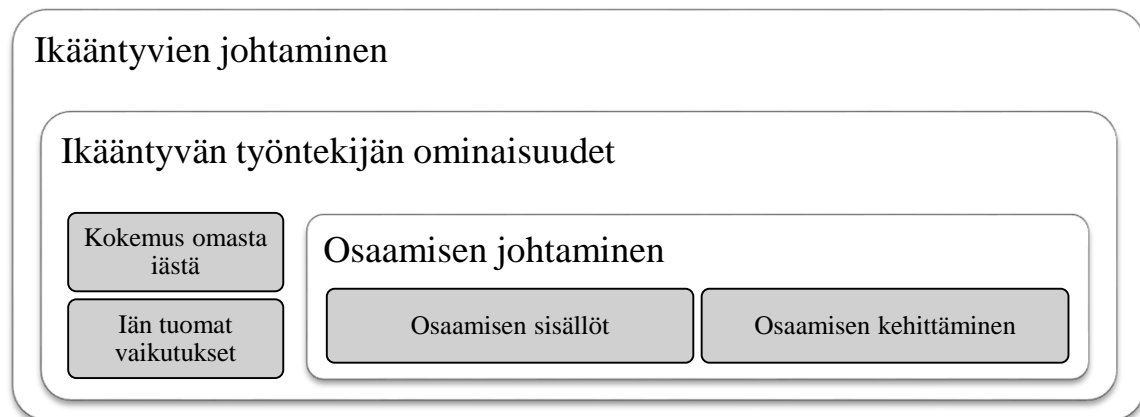 Ikääntyvien johtaminen
Ikääntyvän työntekijän ominaisuudet
Kokemus omasta
iästä
Iän tuomat
vaikutukset
Osaamisen johtaminen
Osaamisen sisällöt
Osaamisen kehittäminen